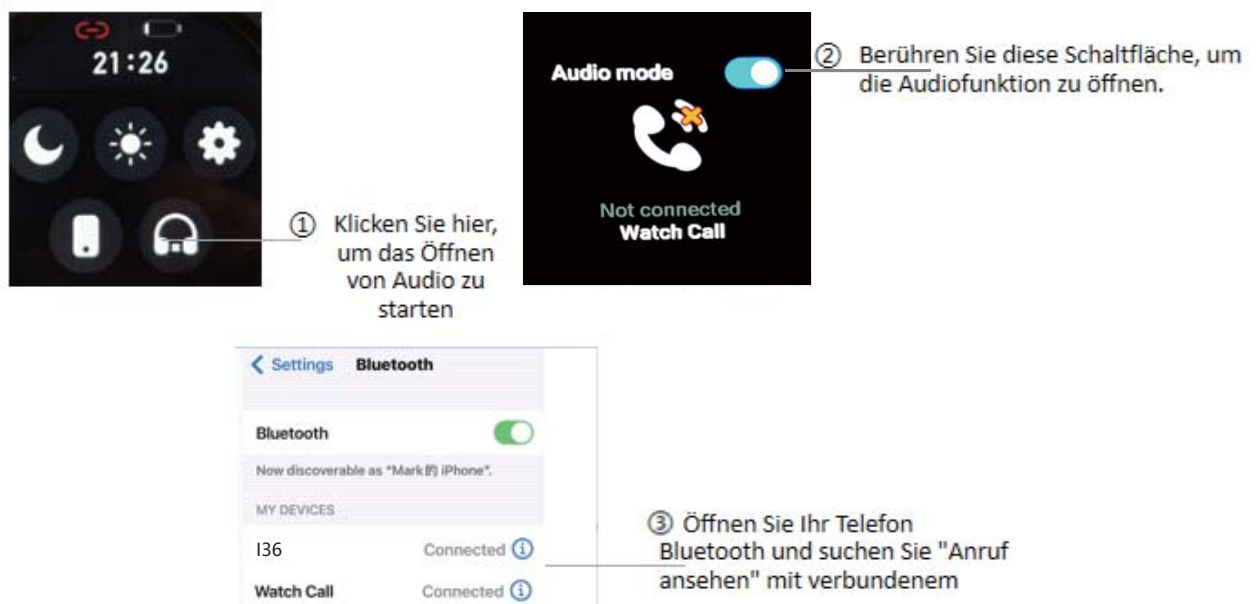 21:26
① Klicken Sie hier,
um das Öffnen
von Audio zu
starten
Audio mode
Not connected
Watch Call
② Berühren Sie diese Schaltfläche, um
die Audiofunktion zu öffnen.
Settings Bluetooth
Bluetooth
Now discoverable as "Mark的 iPhone".
MY DEVICES
I36 Connected
Watch Call Connected
③ Öffnen Sie Ihr Telefon
Bluetooth und suchen Sie "Anruf
ansehen" mit verbundenem